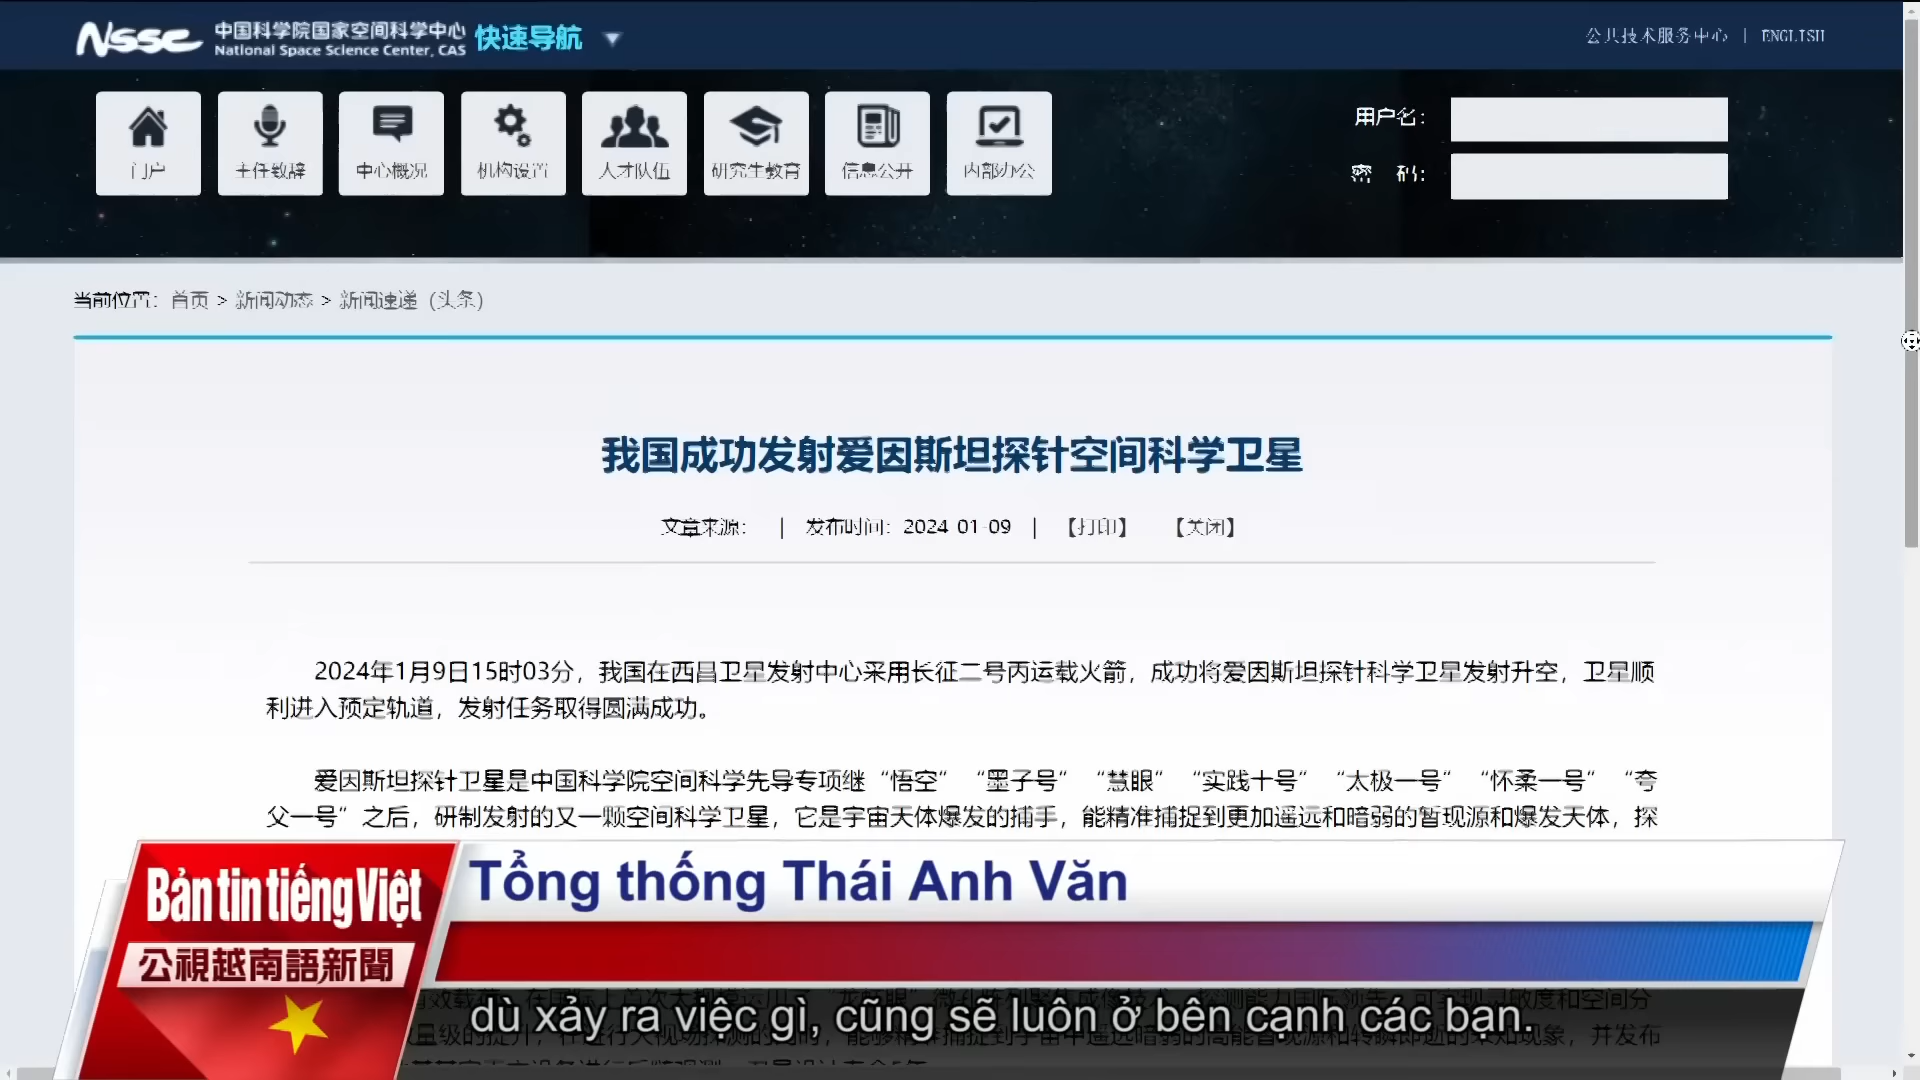 NSSC 中国科学院国家空间科学中心 快速导航 公共技术服务中心 | ENGLISH
National Space Science Center, CAS
门户 主任致辞 中心概况 机构设置 人才队伍 研究生教育 信息公开 内部办公
用户名：
密 码：
当前位置：首页 > 新闻动态 > 新闻速递（头条）
我国成功发射爱因斯坦探针空间科学卫星
文章来源： | 发布时间：2024-01-09 | 【打印】 【关闭】
2024年1月9日15时03分，我国在西昌卫星发射中心采用长征二号丙运载火箭，成功将爱因斯坦探针科学卫星发射升空，卫星顺
利进入预定轨道，发射任务取得圆满成功。
爱因斯坦探针卫星是中国科学院空间科学先导专项继“悟空”“墨子号”“慧眼”“实践十号”“太极一号”“怀柔一号”“夸
父一号”之后，研制发射的又一颗空间科学卫星，它是宇宙天体爆发的捕手，能精准捕捉到更加遥远和暗弱的暂现源和爆发天体，探
Bản tin tiếng Việt
公視越南語新聞
Tổng thống Thái Anh Văn
dù xảy ra việc gì, cũng sẽ luôn ở bên cạnh các bạn.